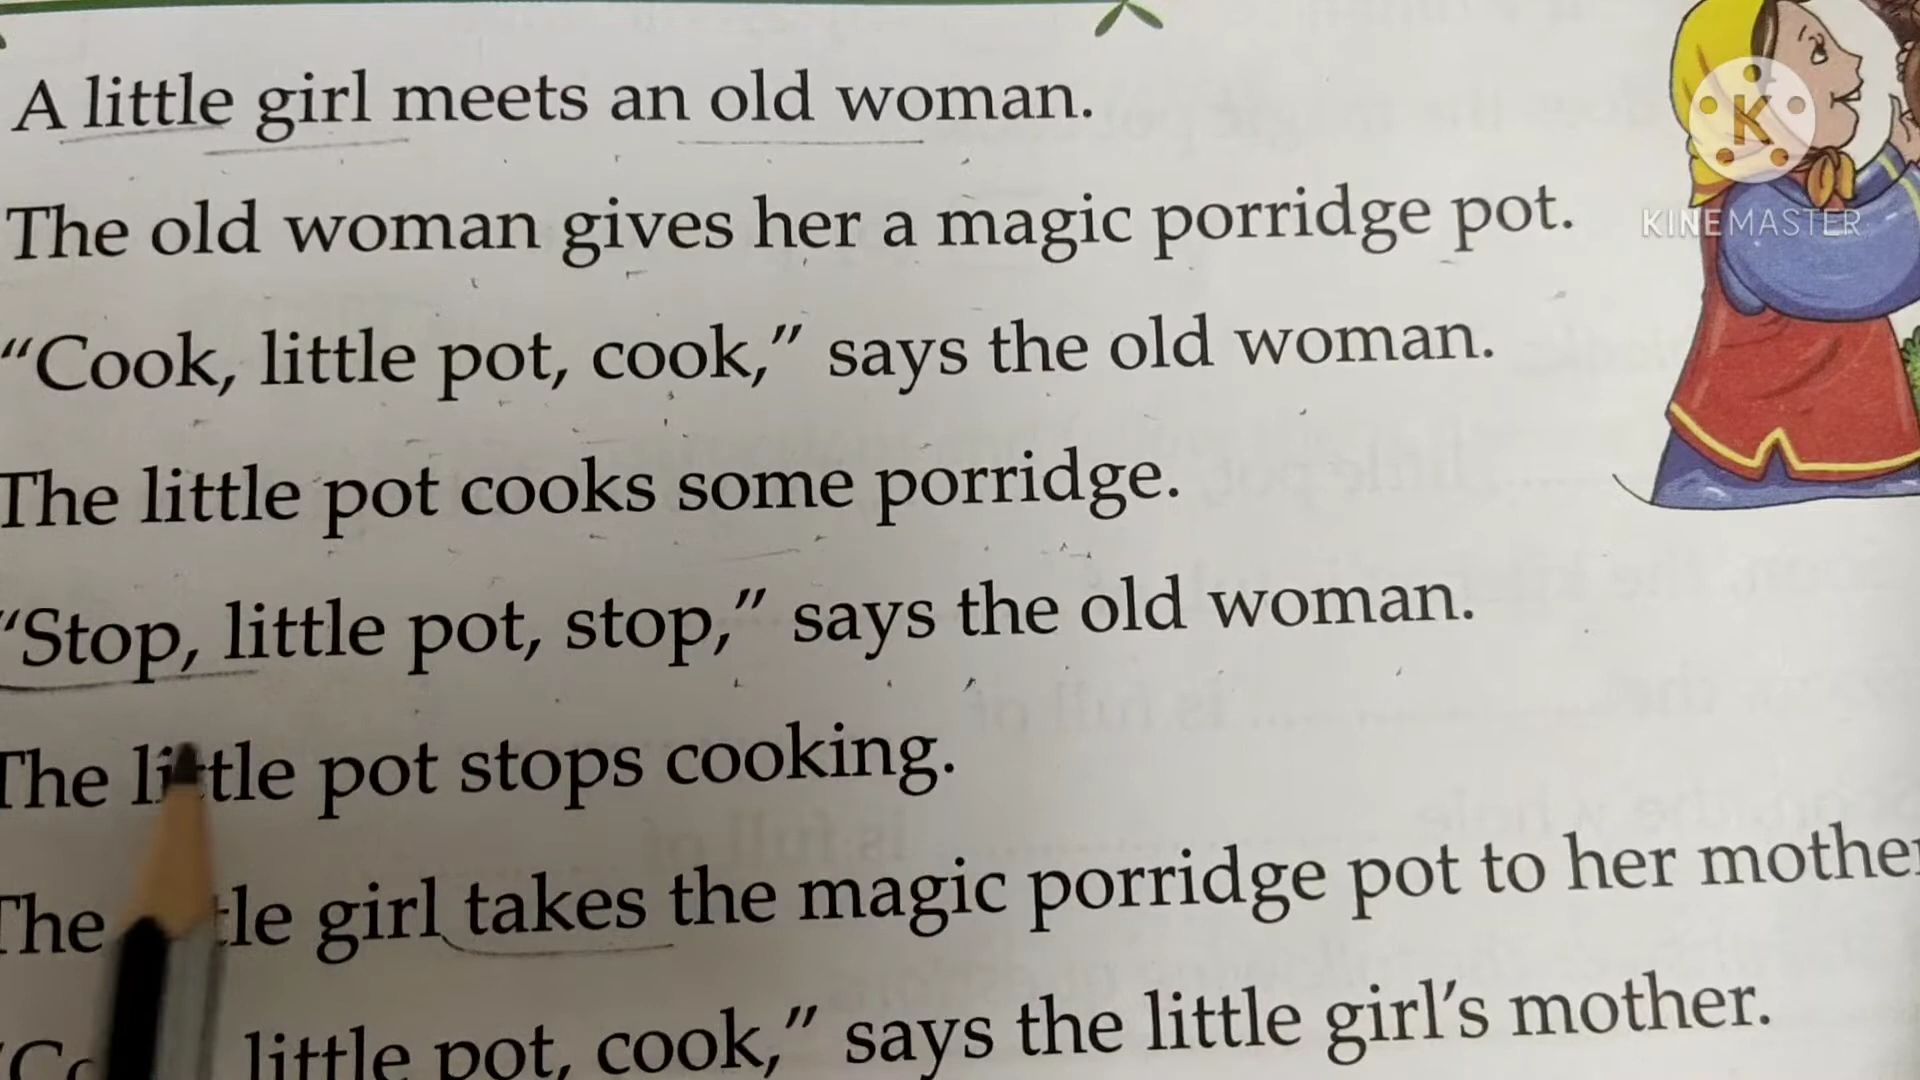 A little girl meets an old woman.
The old woman gives her a magic porridge pot.
KINEMASTER
"Cook, little pot, cook," says the old woman.
The little pot cooks some porridge.
"Stop, little pot, stop," says the old woman.
The little pot stops cooking.
The little girl takes the magic porridge pot to her mother
little pot, cook," says the little girl's mother.